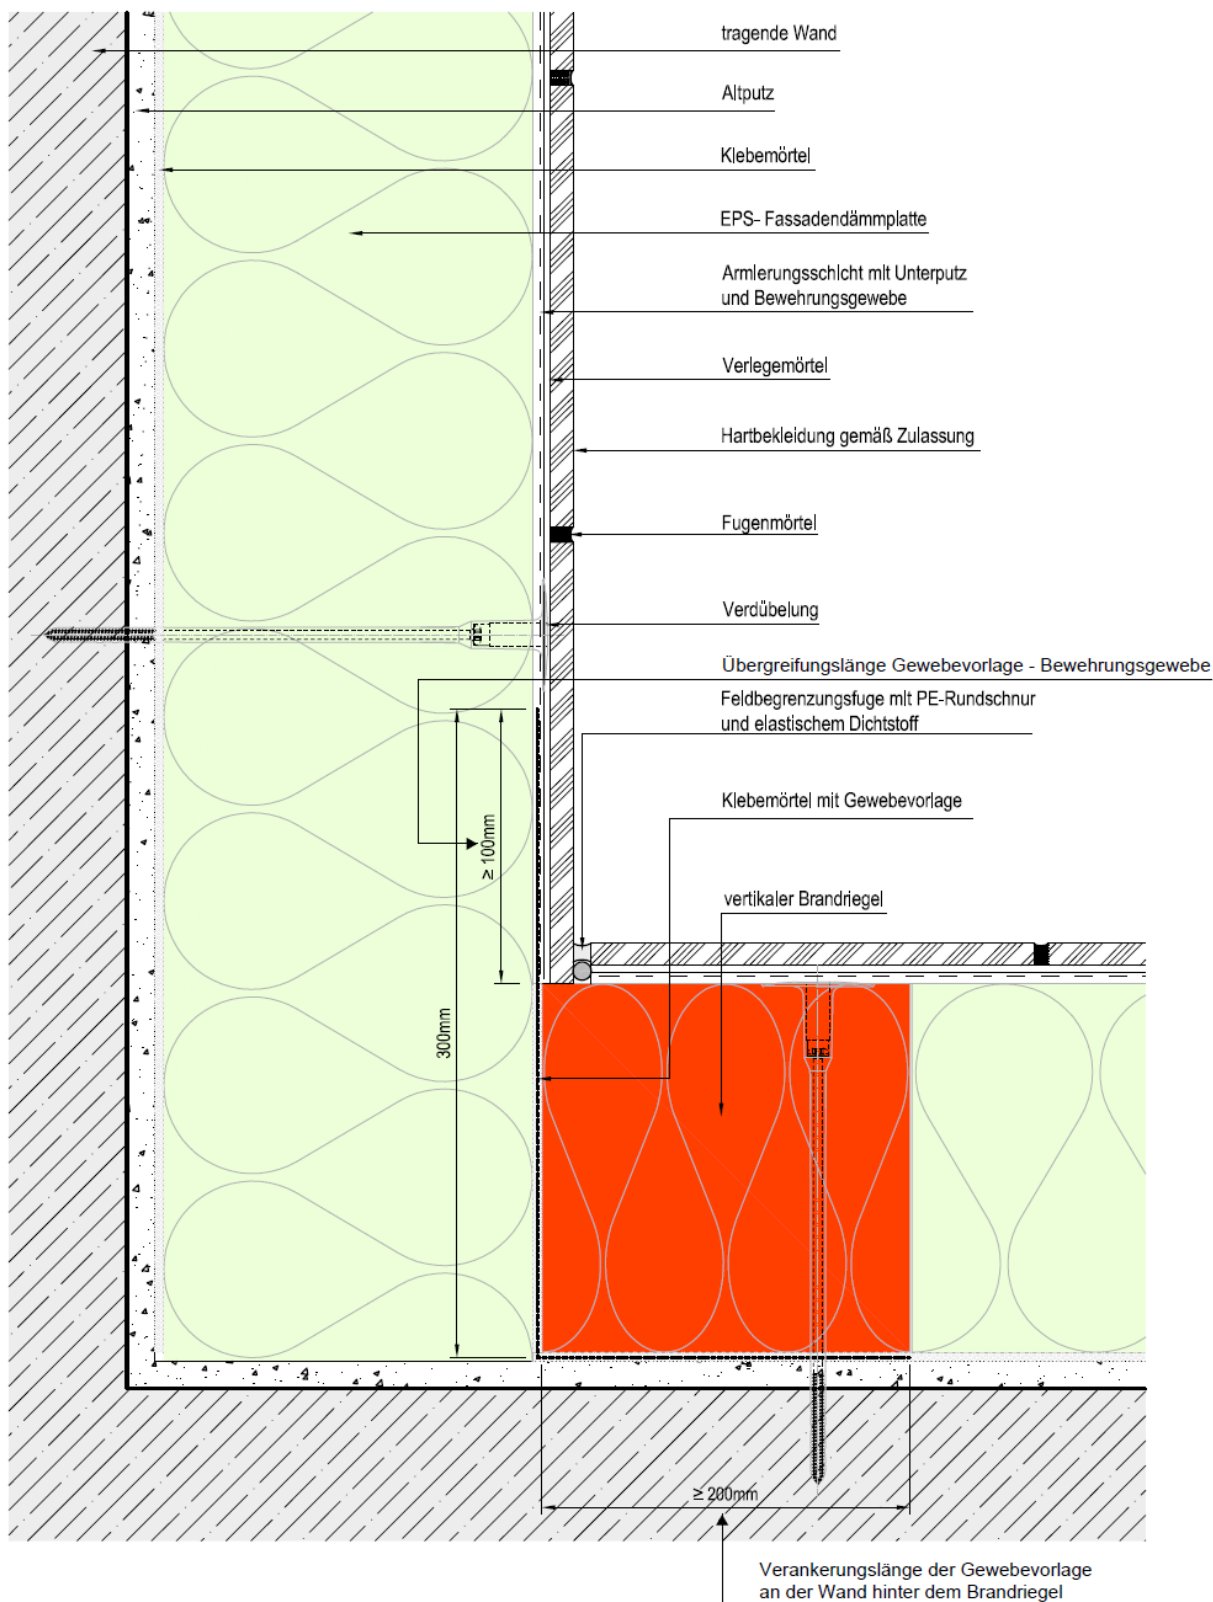 tragende Wand
Altputz
Klebemörtel
EPS- Fassadendämmplatte
Armierungsschicht mit Unterputz
und Bewehrungsgewebe
Verlegemörtel
Hartbekleidung gemäß Zulassung
Fugenmörtel
Verdübelung
Übergreifungslänge Gewebevorlage - Bewehrungsgewebe
Feldbegrenzungsfuge mit PE-Rundschnur
und elastischem Dichtstoff
Klebemörtel mit Gewebevorlage
≥ 100mm
vertikaler Brandriegel
300mm
≥ 200mm
Verankerungslänge der Gewebevorlage
an der Wand hinter dem Brandriegel